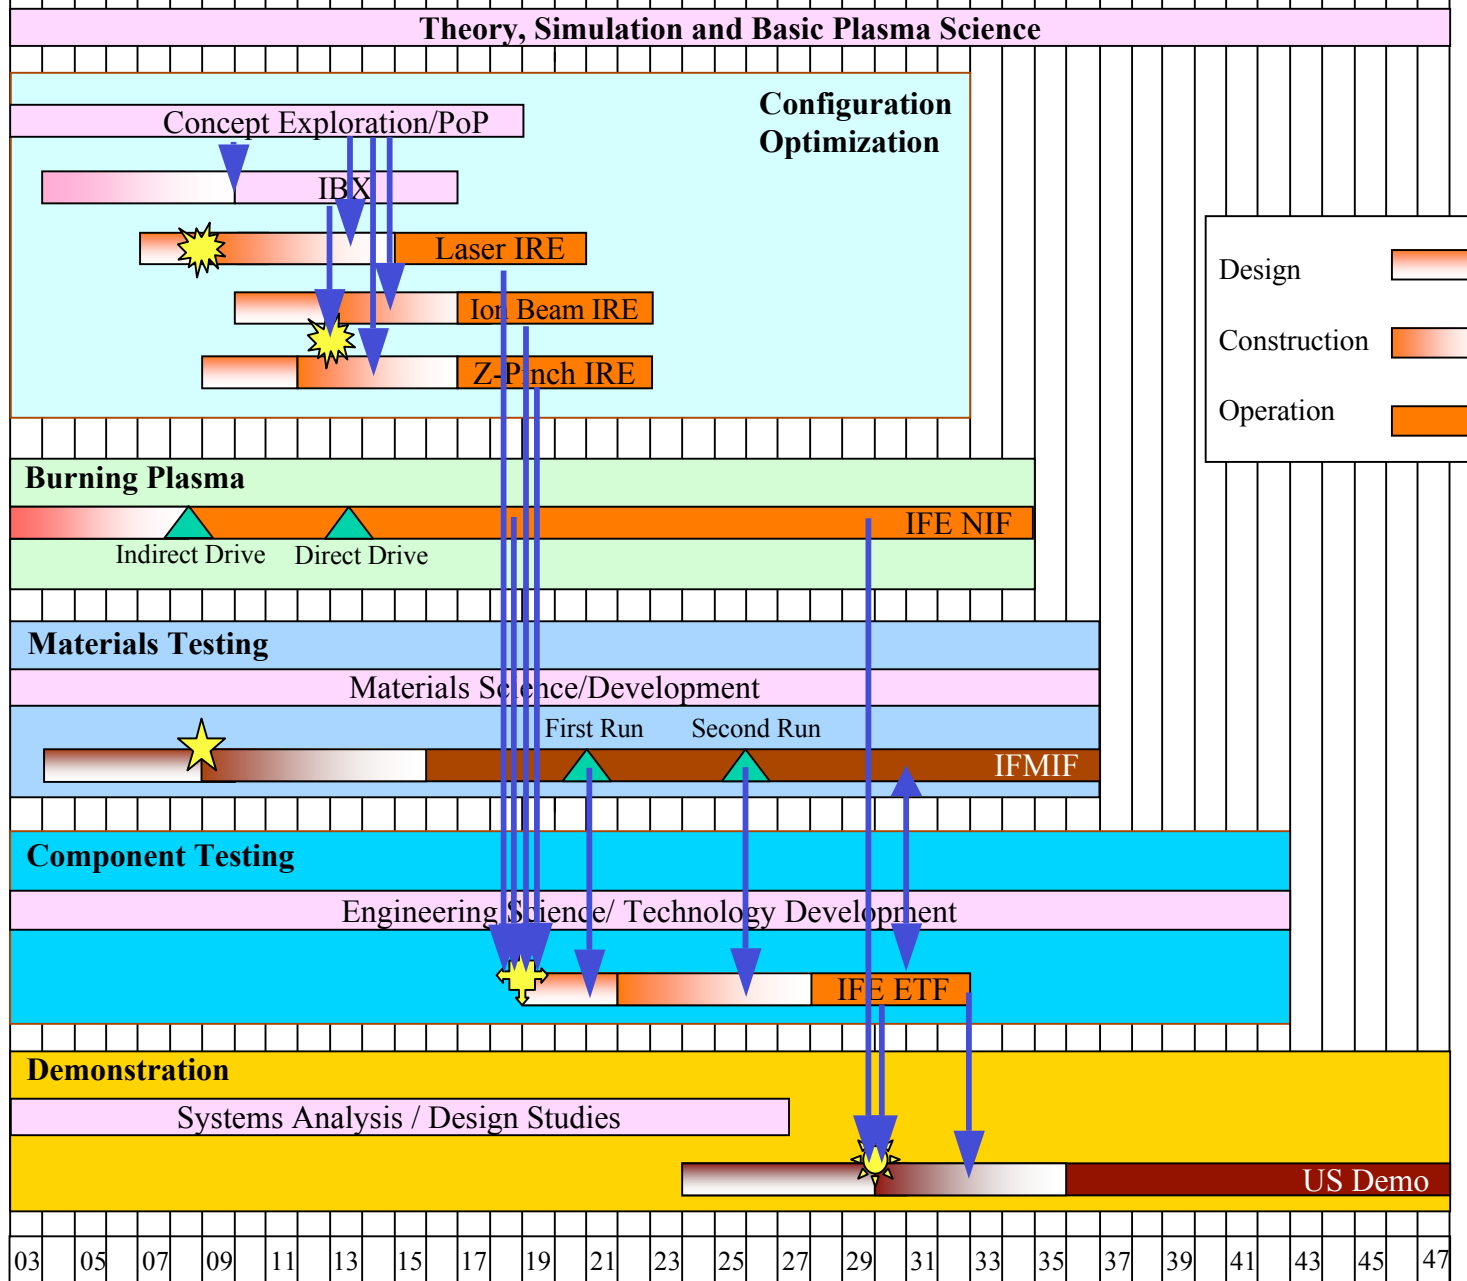 Theory, Simulation and Basic Plasma Science
Configuration
Optimization
Concept Exploration/PoP
IBX
Laser IRE
Ion Beam IRE
Z-Pinch IRE
Design
Construction
Operation
Burning Plasma
IFE NIF
Indirect Drive
Direct Drive
Materials Testing
Materials Science/Development
First Run
Second Run
IFMIF
Component Testing
Engineering Science/ Technology Development
IFE ETF
Demonstration
Systems Analysis / Design Studies
US Demo
03 05 07 09 11 13 15 17 19 21 23 25 27 29 31 33 35 37 39 41 43 45 47